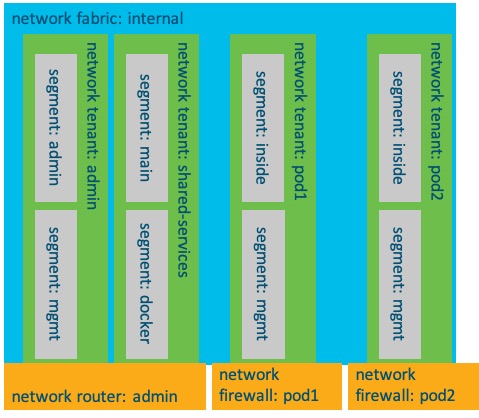 network fabric: internal
network tenant: admin
segment: admin
segment: mgmt
network tenant: shared-services
segment: main
segment: docker
network tenant: pod1
segment: inside
segment: mgmt
network tenant: pod2
segment: inside
segment: mgmt
network router: admin
network
firewall: pod1
network
firewall: pod2